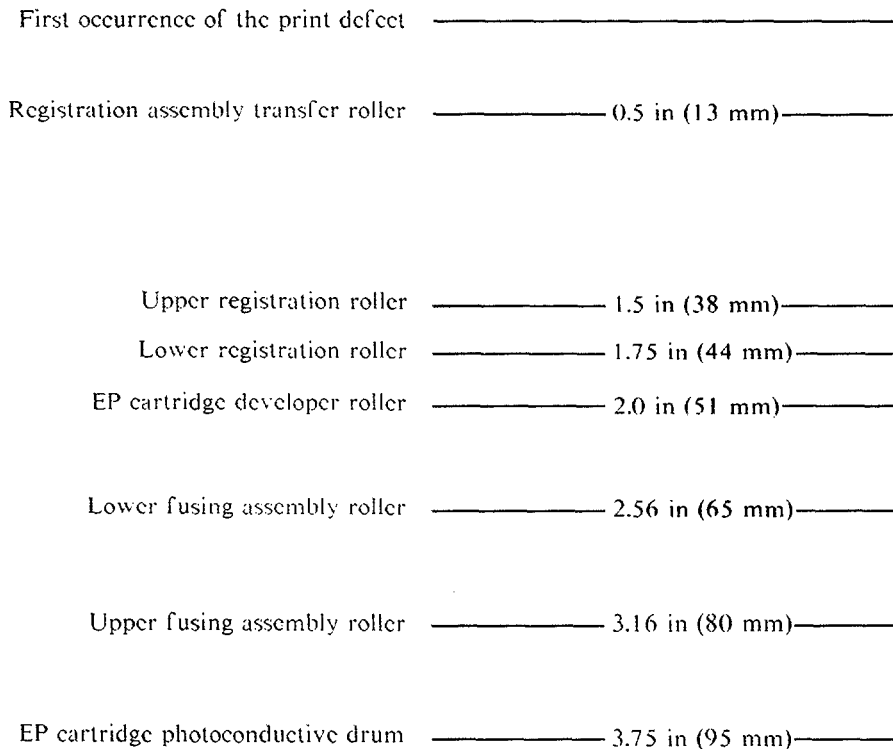 First occurrence of the print defect
Registration assembly transfer roller 0.5 in (13 mm)
Upper registration roller 1.5 in (38 mm)
Lower registration roller 1.75 in (44 mm)
EP cartridge developer roller 2.0 in (51 mm)
Lower fusing assembly roller 2.56 in (65 mm)
Upper fusing assembly roller 3.16 in (80 mm)
EP cartridge photoconductive drum 3.75 in (95 mm)